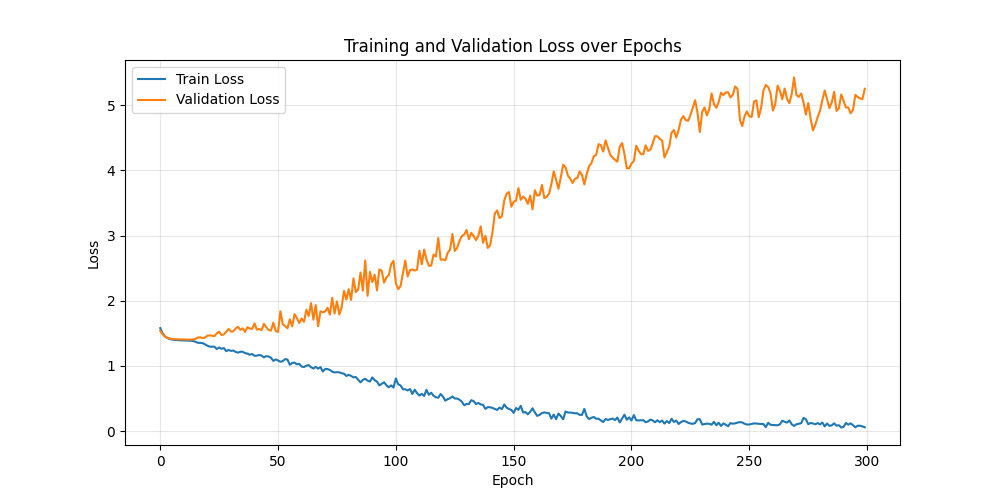 Training and Validation Loss over Epochs
Train Loss
Validation Loss
Loss
5
4
3
2
1
0
0 50 100 150 200 250 300
Epoch